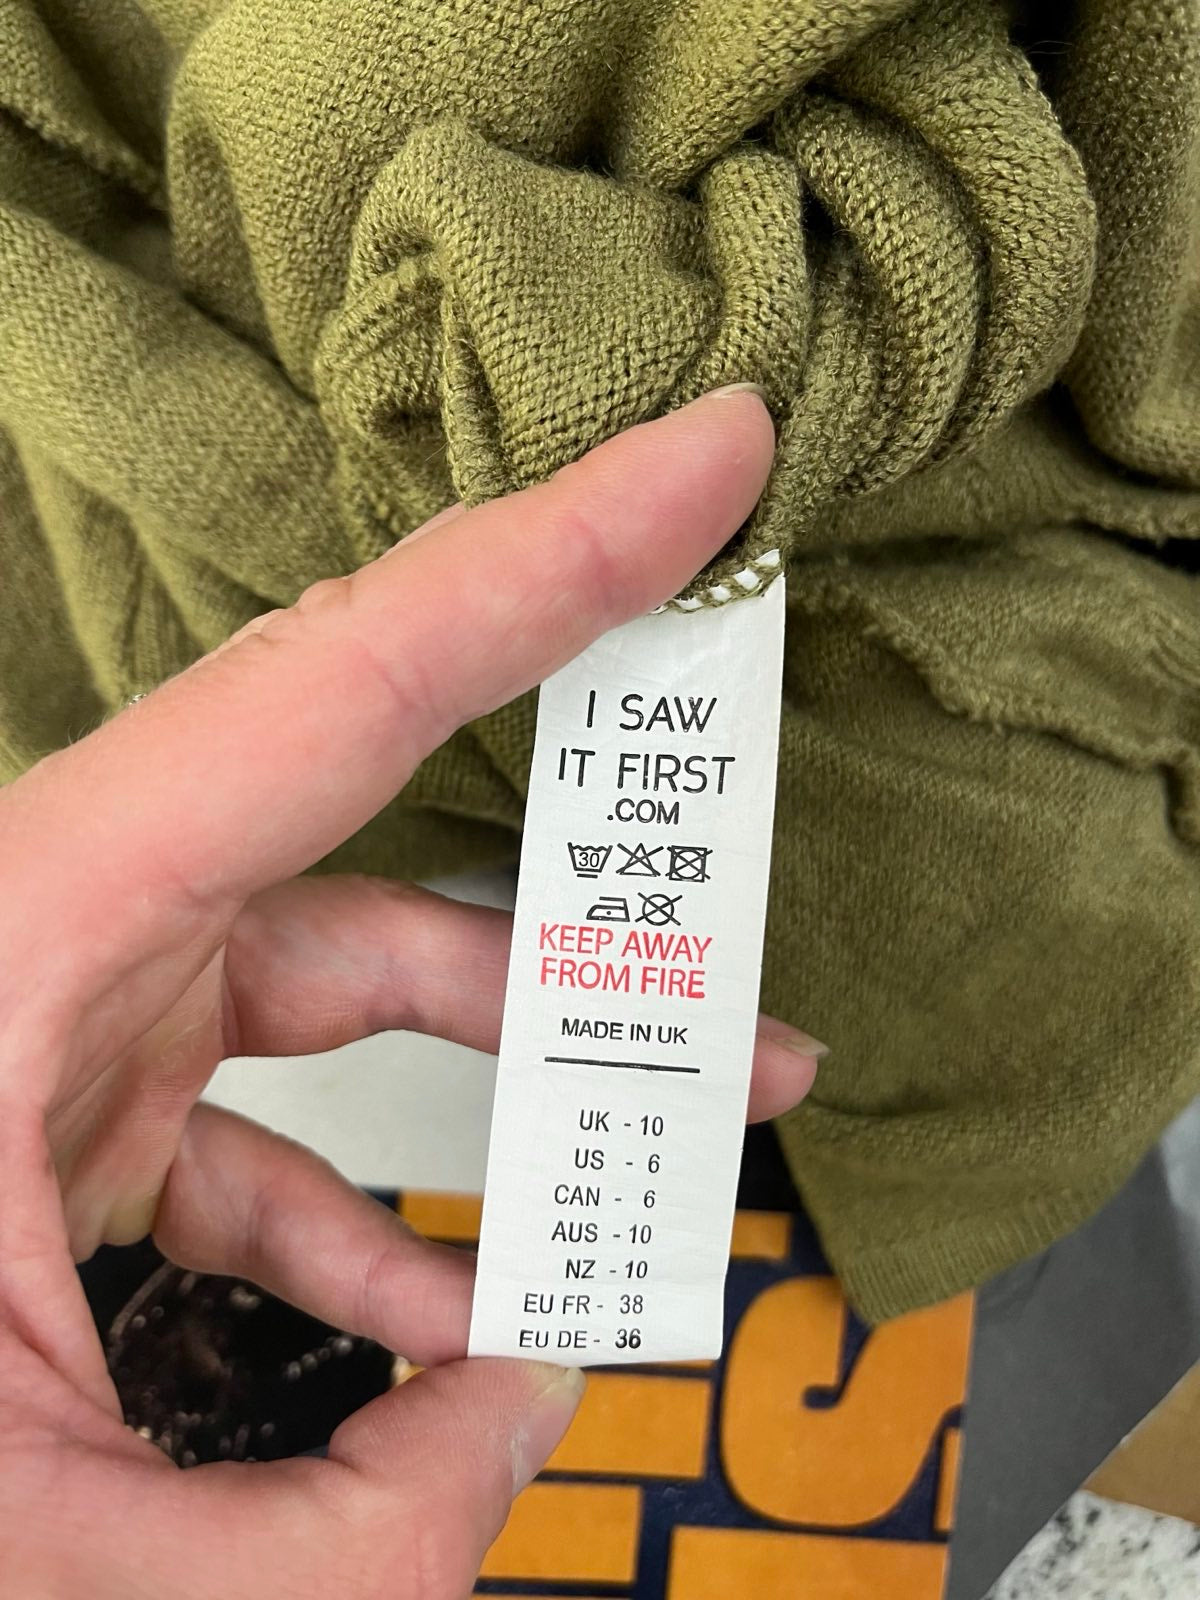 I SAW
IT FIRST
.COM
30
KEEP AWAY
FROM FIRE
MADE IN UK
UK - 10
US - 6
CAN - 6
AUS - 10
NZ - 10
EU FR - 38
EU DE - 36